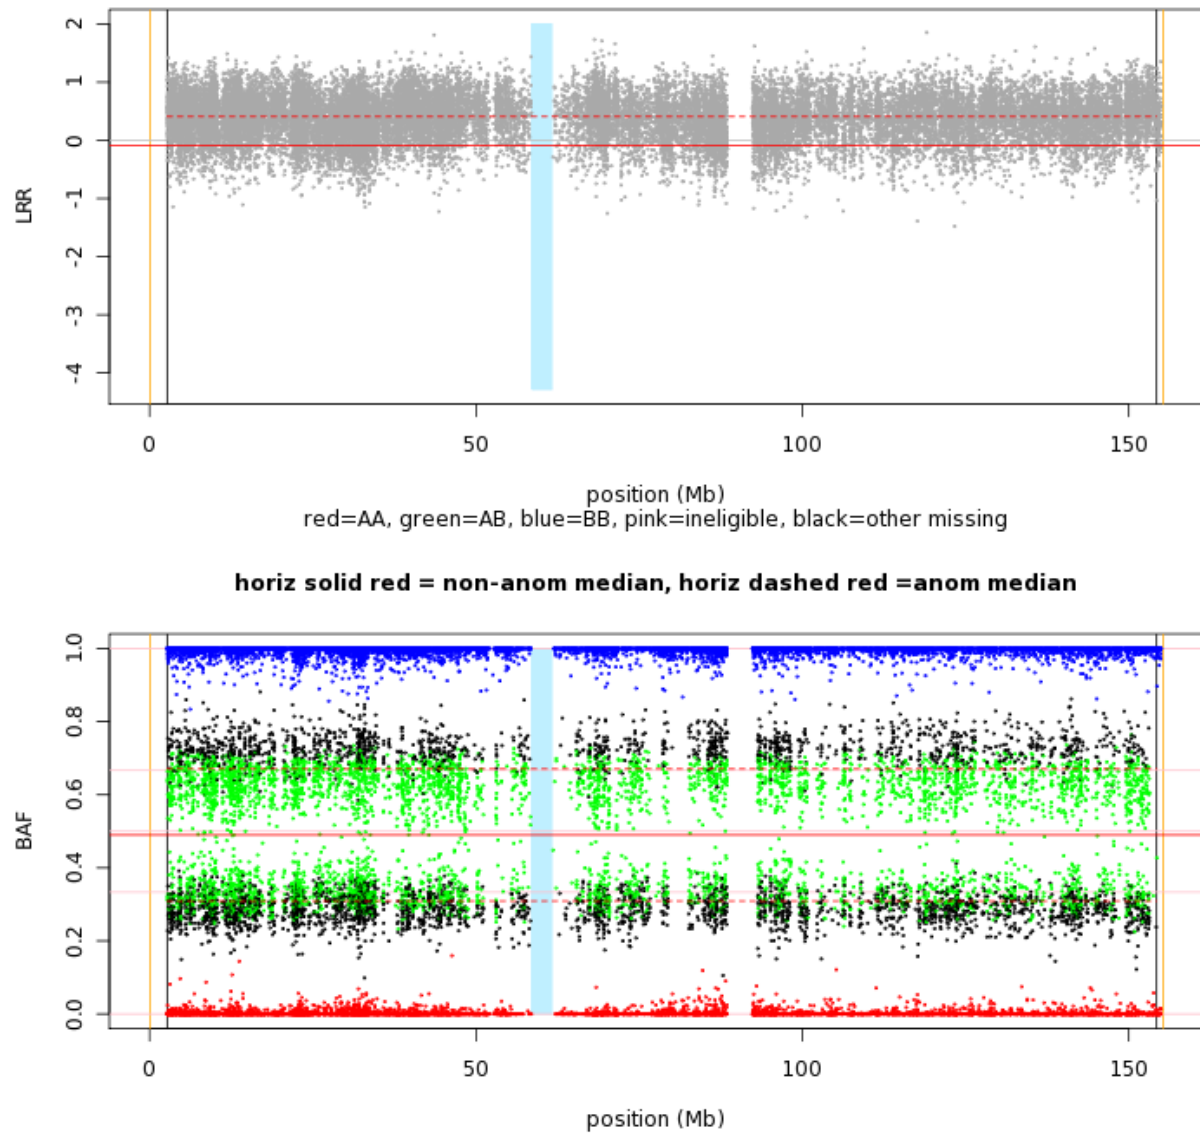 2
1
0
-1
-2
-3
-4
LRR
0 50 100 150
position (Mb)
red=AA, green=AB, blue=BB, pink=ineligible, black=other missing
horiz solid red = non-anom median, horiz dashed red =anom median
1.0
0.8
0.6
0.4
0.2
0.0
BAF
0 50 100 150
position (Mb)